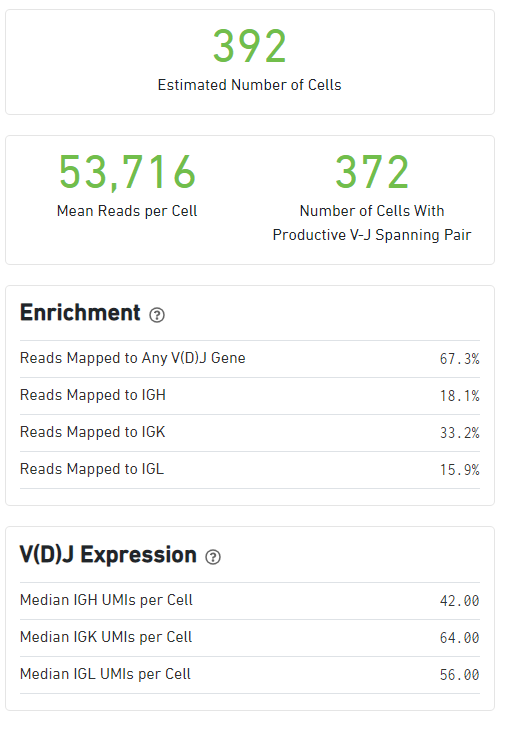 392
Estimated Number of Cells
53,716
Mean Reads per Cell
372
Number of Cells With
Productive V-J Spanning Pair
Enrichment ?
Reads Mapped to Any V(D)J Gene 67.3%
Reads Mapped to IGH 18.1%
Reads Mapped to IGK 33.2%
Reads Mapped to IGL 15.9%
V(D)J Expression ?
Median IGH UMIs per Cell 42.00
Median IGK UMIs per Cell 64.00
Median IGL UMIs per Cell 56.00